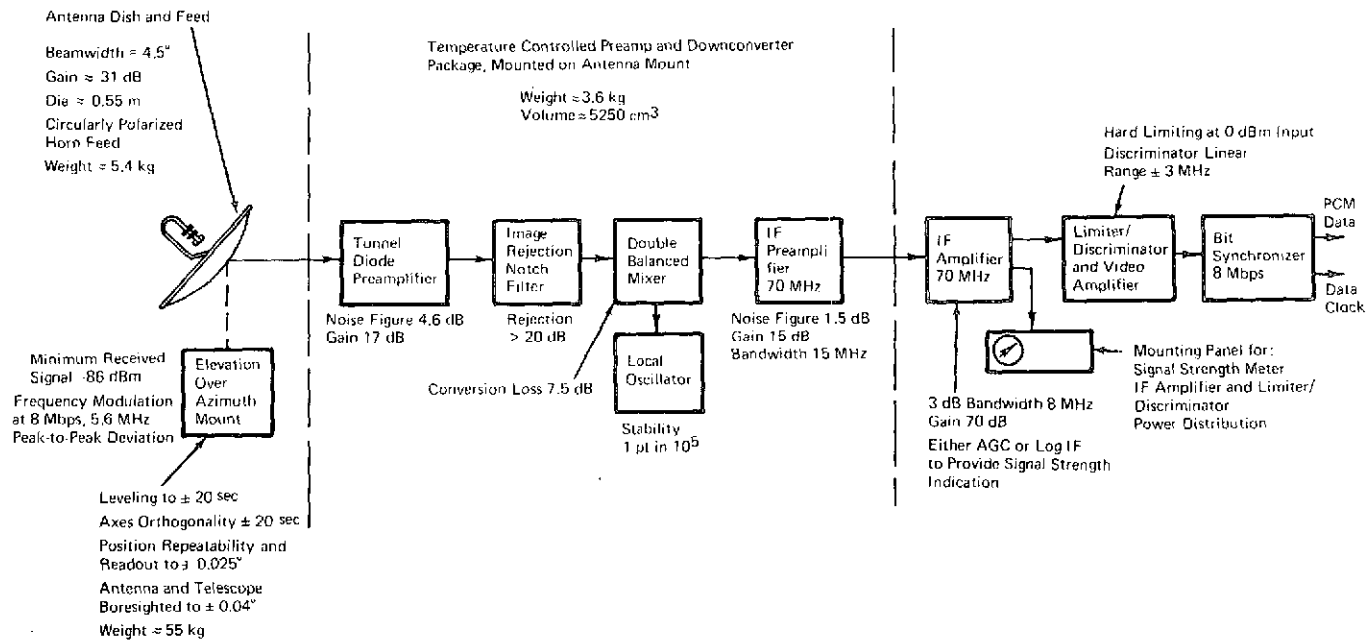 Antenna Dish and Feed
Beamwidth ≈ 4.5°
Gain ≈ 31 dB
Dia ≈ 0.55 m
Circularly Polarized
Horn Feed
Weight ≈ 5.4 kg
Temperature Controlled Preamp and Downconverter
Package, Mounted on Antenna Mount
Weight ≈ 3.6 kg
Volume ≈ 5250 cm3
Hard Limiting at 0 dBm Input
Discriminator Linear
Range ± 3 MHz
Tunnel
Diode
Preamplifier
Noise Figure 4.6 dB
Gain 17 dB
Image
Rejection
Notch
Filter
Rejection
> 20 dB
Double
Balanced
Mixer
Conversion Loss 7.5 dB
Local
Oscillator
Stability
1 pt in 105
IF
Preampli
fier
70 MHz
Noise Figure 1.5 dB
Gain 15 dB
Bandwidth 15 MHz
IF
Amplifier
70 MHz
3 dB Bandwidth 8 MHz
Gain 70 dB
Either AGC or Log IF
to Provide Signal Strength
Indication
Limiter/
Discriminator
and Video
Amplifier
Bit
Synchronizer
8 Mbps
PCM
Data
Data
Clock
Mounting Panel for:
Signal Strength Meter
IF Amplifier and Limiter/
Discriminator
Power Distribution
Minimum Received
Signal -86 dBm
Frequency Modulation
at 8 Mbps, 5.6 MHz
Peak-to-Peak Deviation
Elevation
Over
Azimuth
Mount
Leveling to ± 20 sec
Axes Orthogonality ± 20 sec
Position Repeatability and
Readout to ± 0.025°
Antenna and Telescope
Boresighted to ± 0.04°
Weight ≈ 55 kg